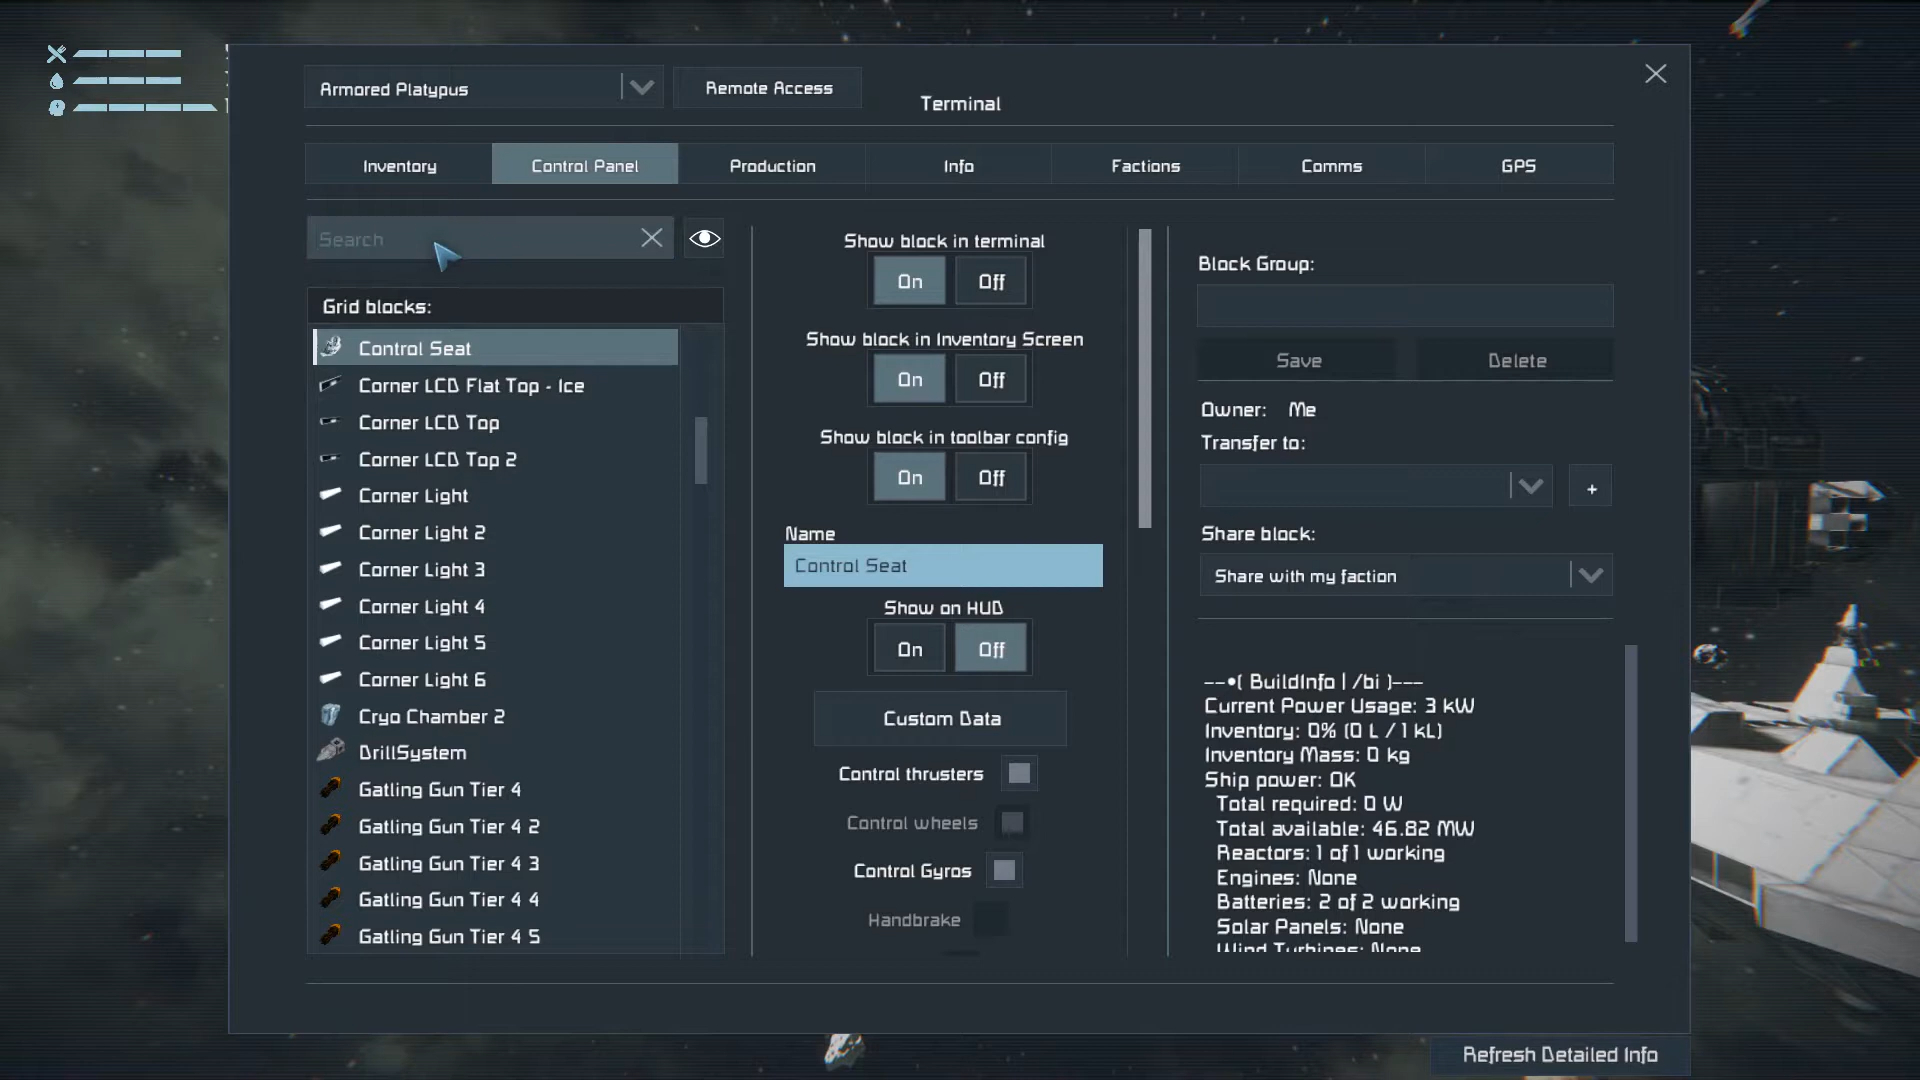 Armored Platypus
Remote Access
Terminal
Inventory
Control Panel
Production
Info
Factions
Comms
GPS
Search
Grid blocks:
Control Seat
Corner LCD Flat Top - Ice
Corner LCD Top
Corner LCD Top 2
Corner Light
Corner Light 2
Corner Light 3
Corner Light 4
Corner Light 5
Corner Light 6
Cryo Chamber 2
DrillSystem
Gatling Gun Tier 4
Gatling Gun Tier 4 2
Gatling Gun Tier 4 3
Gatling Gun Tier 4 4
Gatling Gun Tier 4 5
Show block in terminal
On Off
Show block in Inventory Screen
On Off
Show block in toolbar config
On Off
Name
Control Seat
Show on HUD
On Off
Custom Data
Control thrusters
Control wheels
Control Gyros
Handbrake
Block Group:
Save
Delete
Owner: Me
Transfer to:
+
Share block:
Share with my faction
--•( BuildInfo | /bi )---
Current Power Usage: 3 kW
Inventory: 0% (0 L / 1 kL)
Inventory Mass: 0 kg
Ship power: OK
Total required: 0 W
Total available: 46.82 MW
Reactors: 1 of 1 working
Engines: None
Batteries: 2 of 2 working
Solar Panels: None
Wind Turbines: None
Refresh Detailed Info